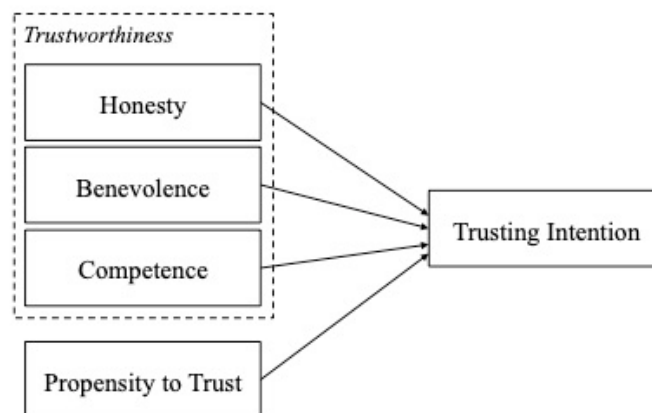 Trustworthiness
Honesty
Benevolence
Competence
Propensity to Trust
Trusting Intention